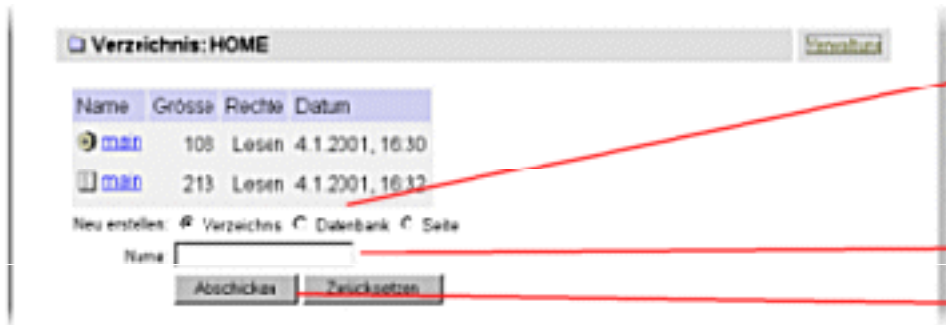 Verzeichnis: HOME
Verwaltung
Name Grösse Rechte Datum
main 108 Lesen 4.1.2001, 16:30
main 213 Lesen 4.1.2001, 16:32
Neu erstellen: Verzeichnis Datenbank Seite
Name
Abschicken Zurücksetzen